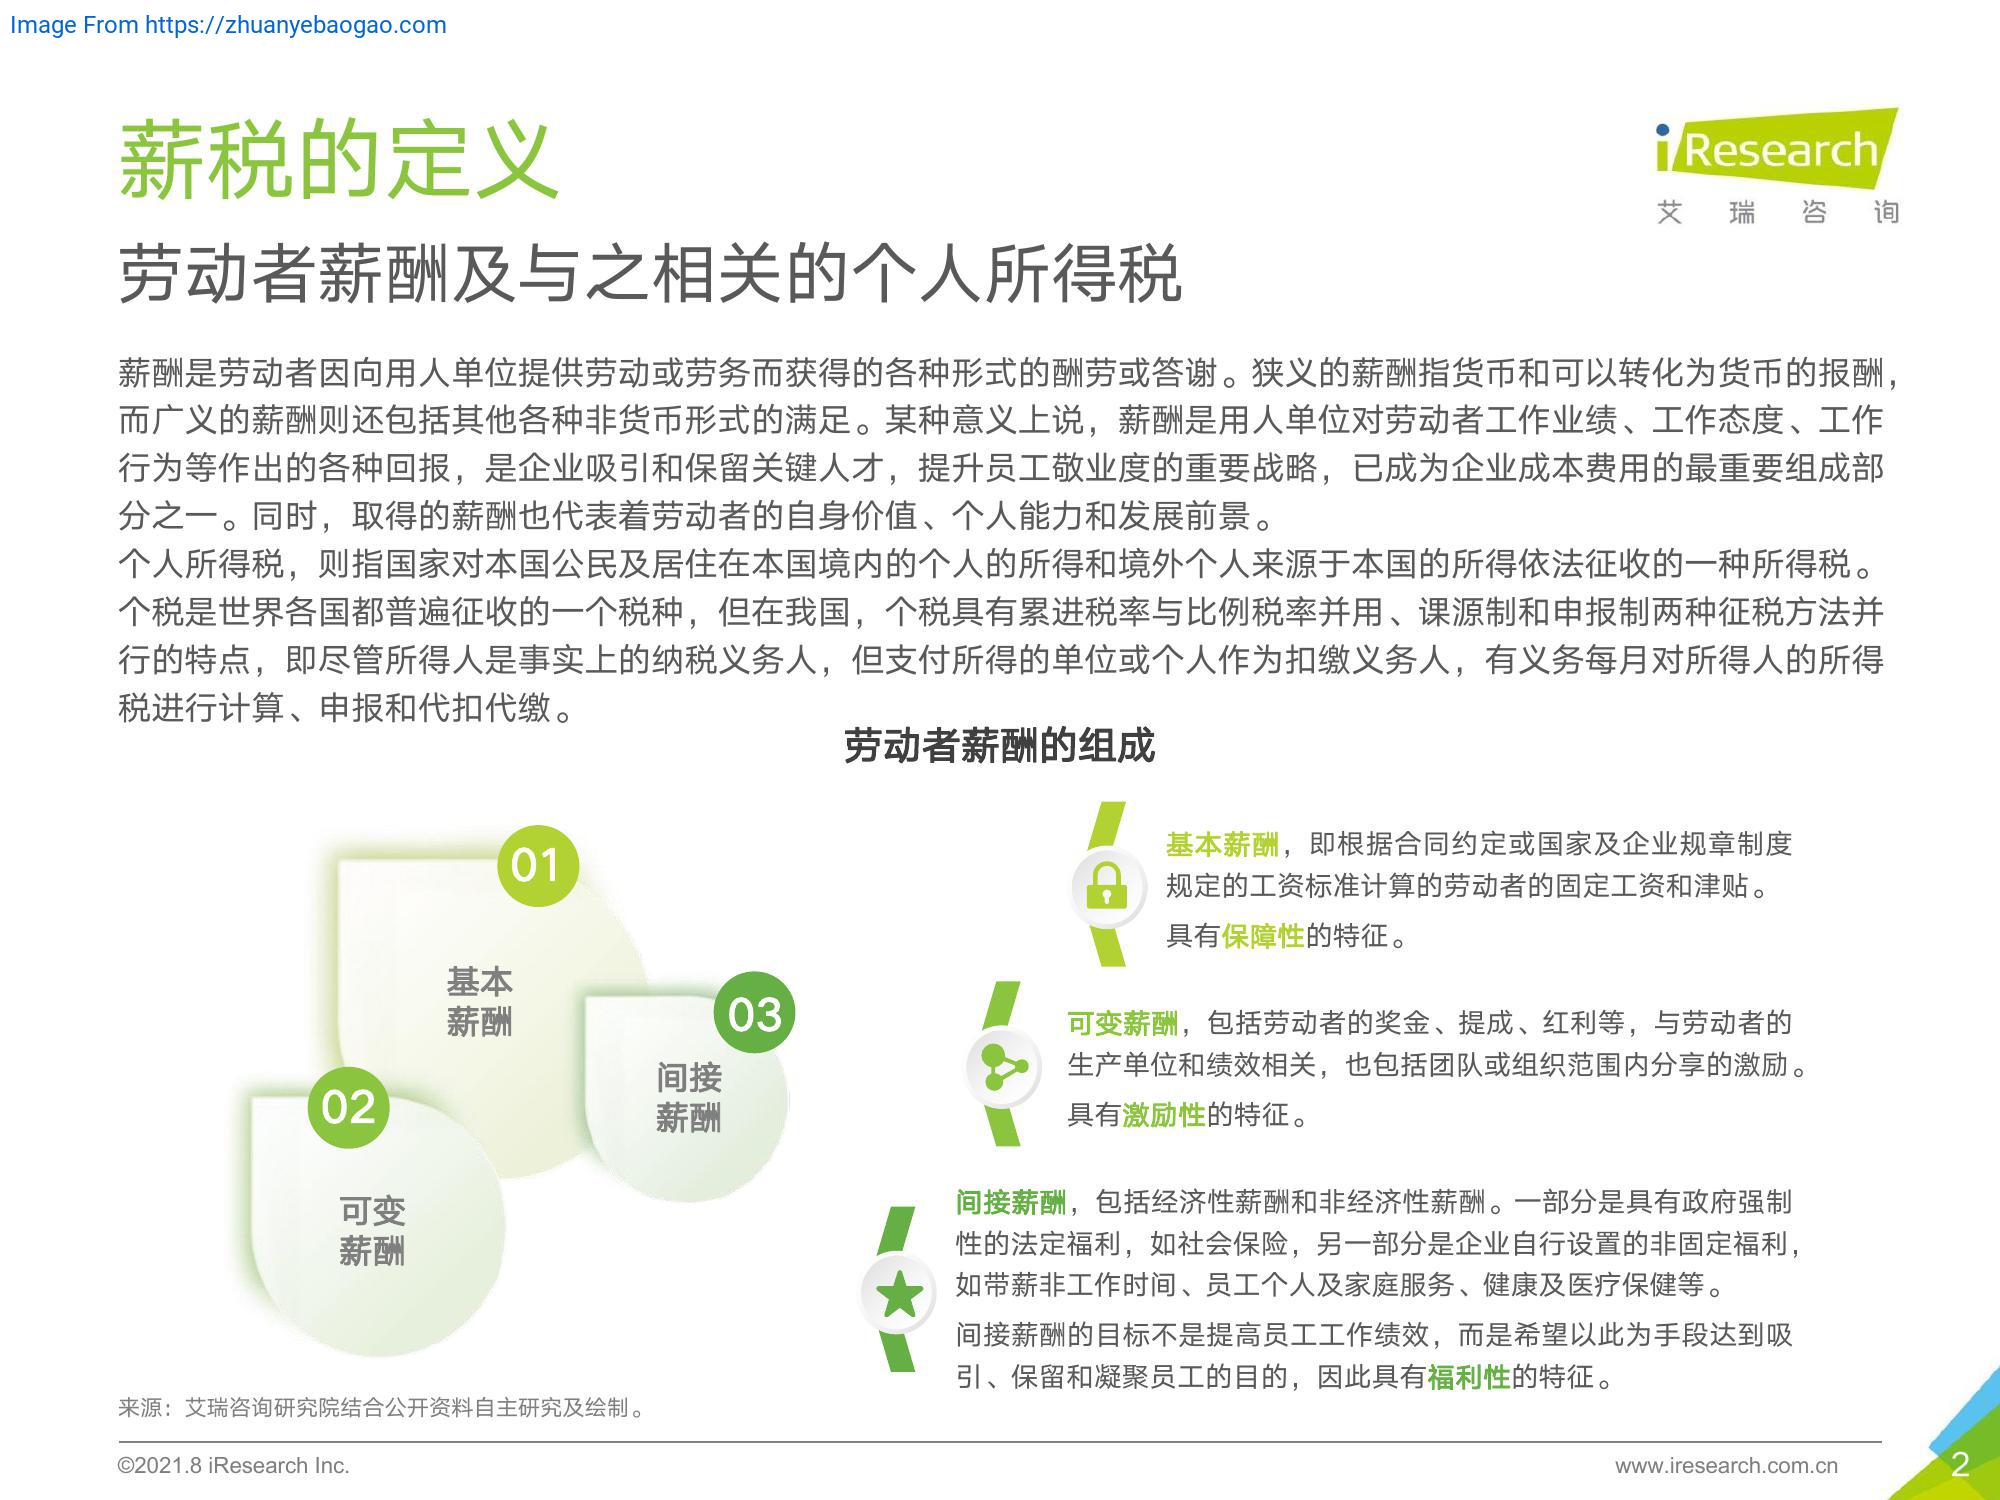 Image From https://zhuanyebaogao.com
薪税的定义
iResearch
艾瑞咨询
劳动者薪酬及与之相关的个人所得税
薪酬是劳动者因向用人单位提供劳动或劳务而获得的各种形式的酬劳或答谢。狭义的薪酬指货币和可以转化为货币的报酬，
而广义的薪酬则还包括其他各种非货币形式的满足。某种意义上说，薪酬是用人单位对劳动者工作业绩、工作态度、工作
行为等作出的各种回报，是企业吸引和保留关键人才，提升员工敬业度的重要战略，已成为企业成本费用的最重要组成部
分之一。同时，取得的薪酬也代表着劳动者的自身价值、个人能力和发展前景。
个人所得税，则指国家对本国公民及居住在本国境内的个人的所得和境外个人来源于本国的所得依法征收的一种所得税。
个税是世界各国都普遍征收的一个税种，但在我国，个税具有累进税率与比例税率并用、课源制和申报制两种征税方法并
行的特点，即尽管所得人是事实上的纳税义务人，但支付所得的单位或个人作为扣缴义务人，有义务每月对所得人的所得
税进行计算、申报和代扣代缴。
劳动者薪酬的组成
01
基本
薪酬
03
间接
薪酬
02
可变
薪酬
基本薪酬，即根据合同约定或国家及企业规章制度
规定的工资标准计算的劳动者的固定工资和津贴。
具有保障性的特征。
可变薪酬，包括劳动者的奖金、提成、红利等，与劳动者的
生产单位和绩效相关，也包括团队或组织范围内分享的激励。
具有激励性的特征。
间接薪酬，包括经济性薪酬和非经济性薪酬。一部分是具有政府强制
性的法定福利，如社会保险，另一部分是企业自行设置的非固定福利，
如带薪非工作时间、员工个人及家庭服务、健康及医疗保健等。
间接薪酬的目标不是提高员工工作绩效，而是希望以此为手段达到吸
引、保留和凝聚员工的目的，因此具有福利性的特征。
来源：艾瑞咨询研究院结合公开资料自主研究及绘制。
©2021.8 iResearch Inc.
www.iresearch.com.cn
2